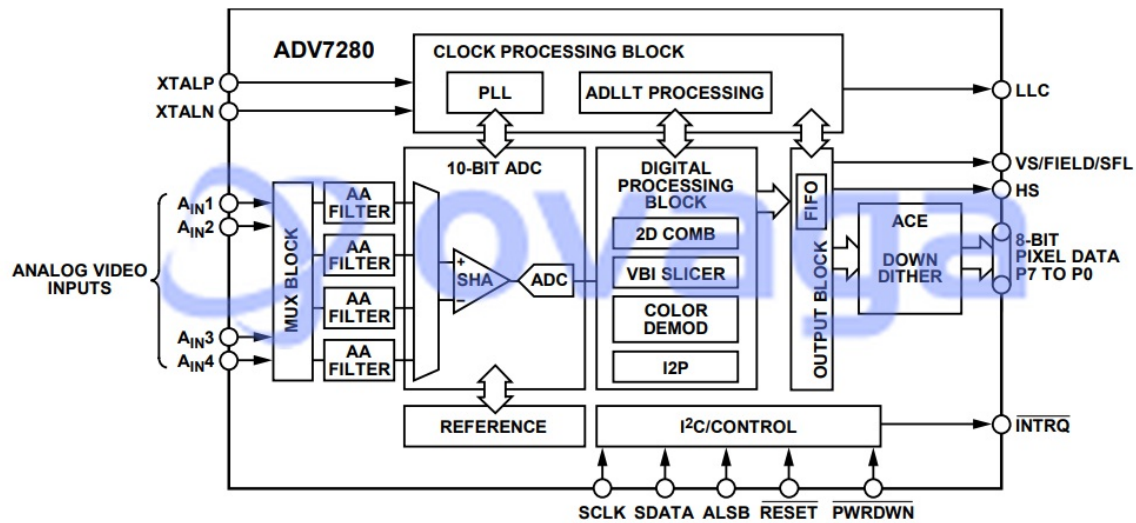 ADV7280
CLOCK PROCESSING BLOCK
PLL
ADLLT PROCESSING
XTALP
XTALN
LLC
10-BIT ADC
DIGITAL
PROCESSING
BLOCK
FIFO
OUTPUT BLOCK
VS/FIELD/SFL
HS
AIN1
AIN2
ANALOG VIDEO
INPUTS
AIN3
AIN4
MUX BLOCK
AA
FILTER
AA
FILTER
AA
FILTER
AA
FILTER
+
SHA
–
ADC
2D COMB
VBI SLICER
COLOR
DEMOD
I2P
ACE
DOWN
DITHER
8-BIT
PIXEL DATA
P7 TO P0
REFERENCE
I2C/CONTROL
INTRQ
SCLK SDATA ALSB RESET PWRDWN
ovaga